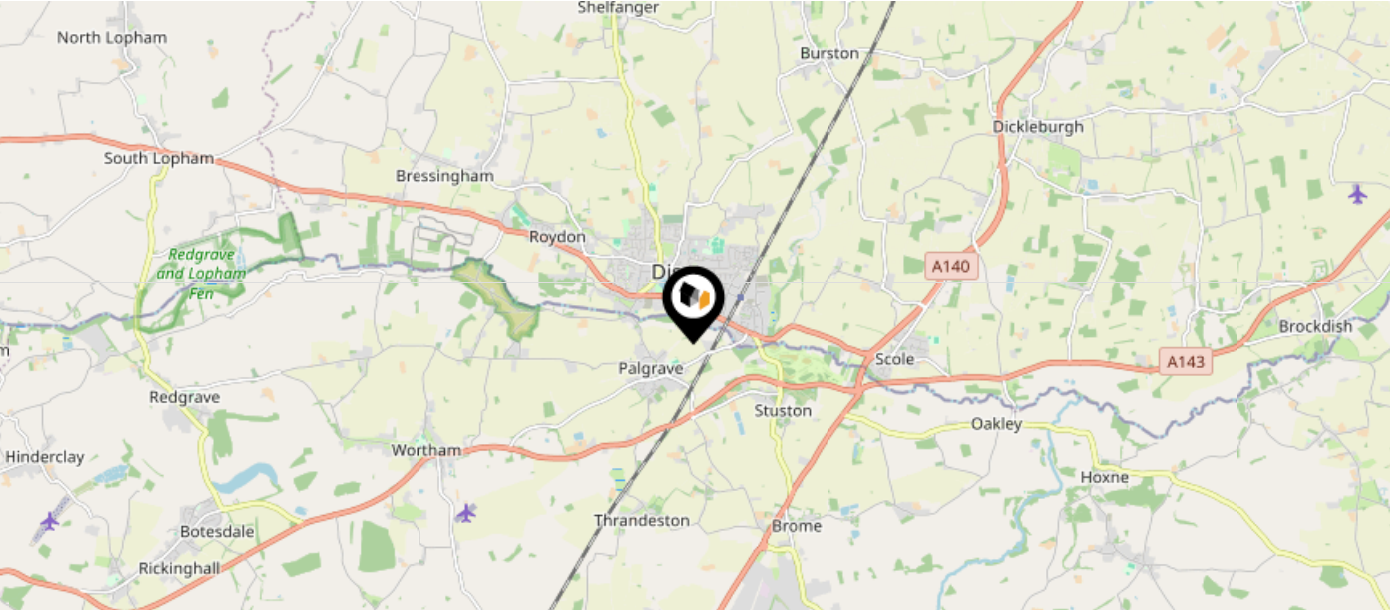 Shelfanger
North Lopham
Burston
Dickleburgh
South Lopham
Bressingham
Roydon
Redgrave
and Lopham
Fen
A140
Brockdish
Scole
A143
Palgrave
Redgrave
Stuston
Oakley
Wortham
Hinderclay
Hoxne
Thrandeston
Brome
Botesdale
Rickinghall